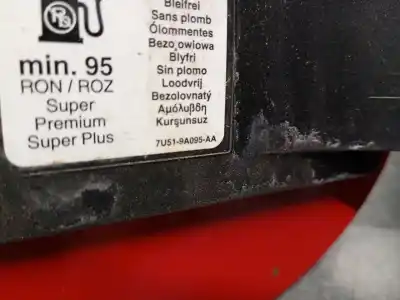 Bleifrei
Sans plomb
Ólommentes
Bezołowiowa
Blyfri
Sin plomo
Loodvrij
Bezolovnatý
Αμόλυβδη
Kurşunsuz
min. 95
RON / ROZ
Super
Premium
Super Plus
7U51-9A095-AA